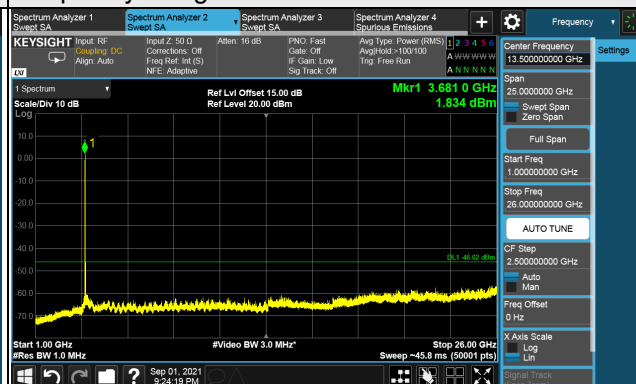 Spectrum Analyzer 1
Swept SA
Spectrum Analyzer 2
Swept SA
Spectrum Analyzer 3
Swept SA
Spectrum Analyzer 4
Spurious Emissions
Frequency
KEYSIGHT
Input: RF
Coupling: DC
Align: Auto
Input Z: 50 Ω
Corrections: Off
Freq Ref: Int (S)
NFE: Adaptive
Atten: 16 dB
PNO: Fast
Gate: Off
IF Gain: Low
Sig Track: Off
Avg Type: Power (RMS)
Avg|Hold:>100/100
Trig: Free Run
1 2 3 4 5 6
A W W W W W
A N N N N N
LXI
1 Spectrum
Scale/Div 10 dB
Log
Ref Lvl Offset 15.00 dB
Ref Level 20.00 dBm
Mkr1 3.681 0 GHz
1.834 dBm
10.0
0.00
-10.0
-20.0
-30.0
-40.0
-50.0
-60.0
-70.0
1
DL1 -46.02 dBm
Start 1.00 GHz
#Res BW 1.0 MHz
#Video BW 3.0 MHz*
Stop 26.00 GHz
Sweep ~45.8 ms (50001 pts)
Sep 01, 2021
9:24:19 PM
Center Frequency
13.500000000 GHz
Settings
Span
25.0000000 GHz
Swept Span
Zero Span
Full Span
Start Freq
1.000000000 GHz
Stop Freq
26.000000000 GHz
AUTO TUNE
CF Step
2.500000000 GHz
Auto
Man
Freq Offset
0 Hz
X Axis Scale
Log
Lin
Signal Track